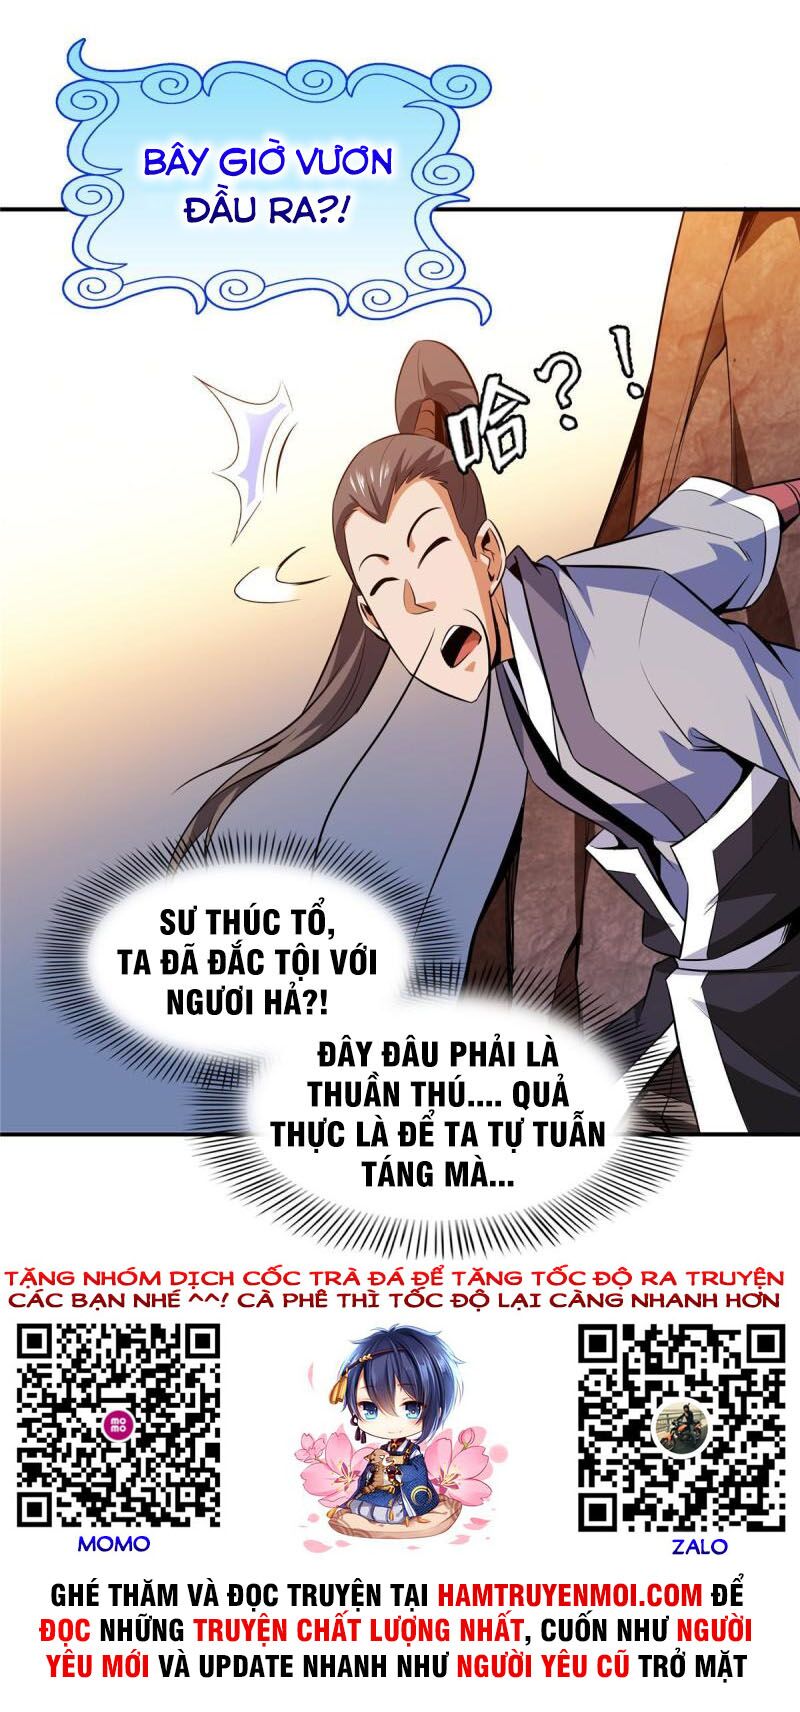 BÂY GIỜ VƯƠN
ĐẦU RA?!
哈?!
SƯ THÚC TỔ,
TA ĐÃ ĐẮC TỘI VỚI
NGƯƠI HẢ?!
ĐÂY ĐÂU PHẢI LÀ
THUẦN THÚ.... QUẢ
THỰC LÀ ĐỂ TA TỰ TUẪN
TÁNG MÀ...
TẶNG NHÓM DỊCH CỐC TRÀ ĐÁ ĐỂ TĂNG TỐC ĐỘ RA TRUYỆN
CÁC BẠN NHÉ ^^! CÀ PHÊ THÌ TỐC ĐỘ LẠI CÀNG NHANH HƠN
mo
mo
MOMO
ZALO
GHÉ THĂM VÀ ĐỌC TRUYỆN TẠI HAMTRUYENMOI.COM ĐỂ
ĐỌC NHỮNG TRUYỆN CHẤT LƯỢNG NHẤT, CUỐN NHƯ NGƯỜI
YÊU MỚI VÀ UPDATE NHANH NHƯ NGƯỜI YÊU CŨ TRỞ MẶT